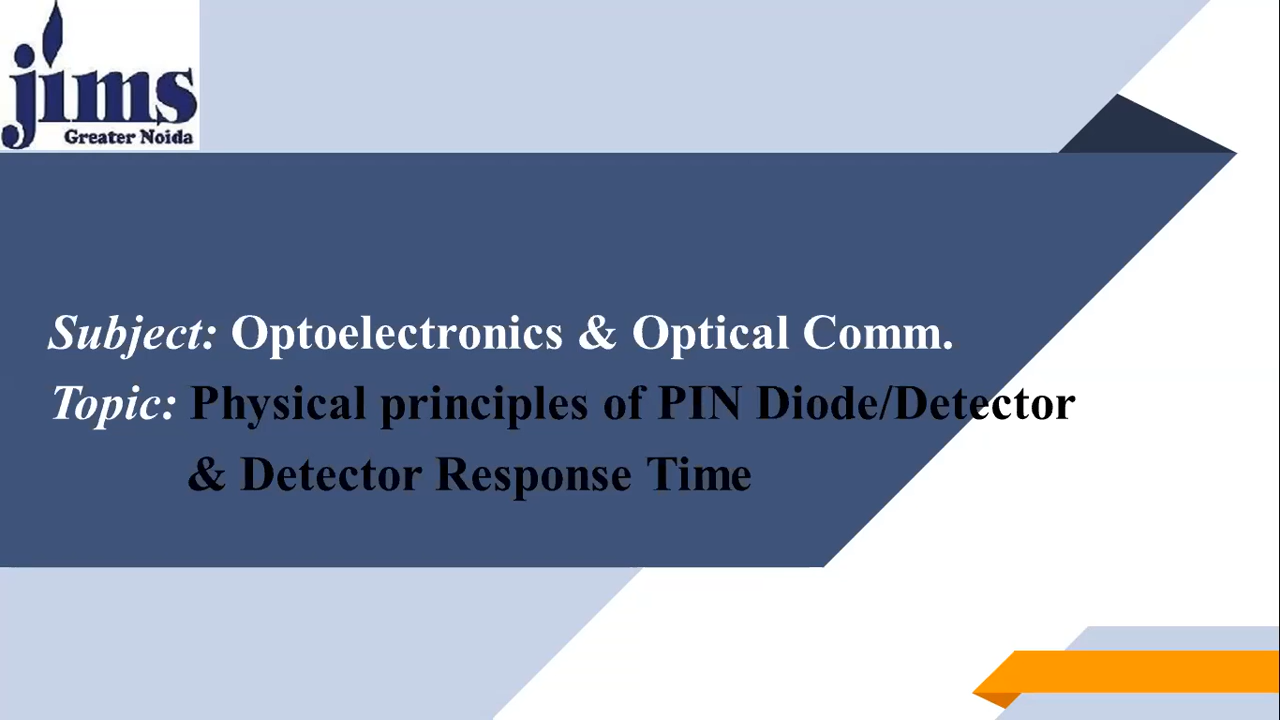 jims
Greater Noida
Subject: Optoelectronics & Optical Comm.
Topic: Physical principles of PIN Diode/Detector
& Detector Response Time